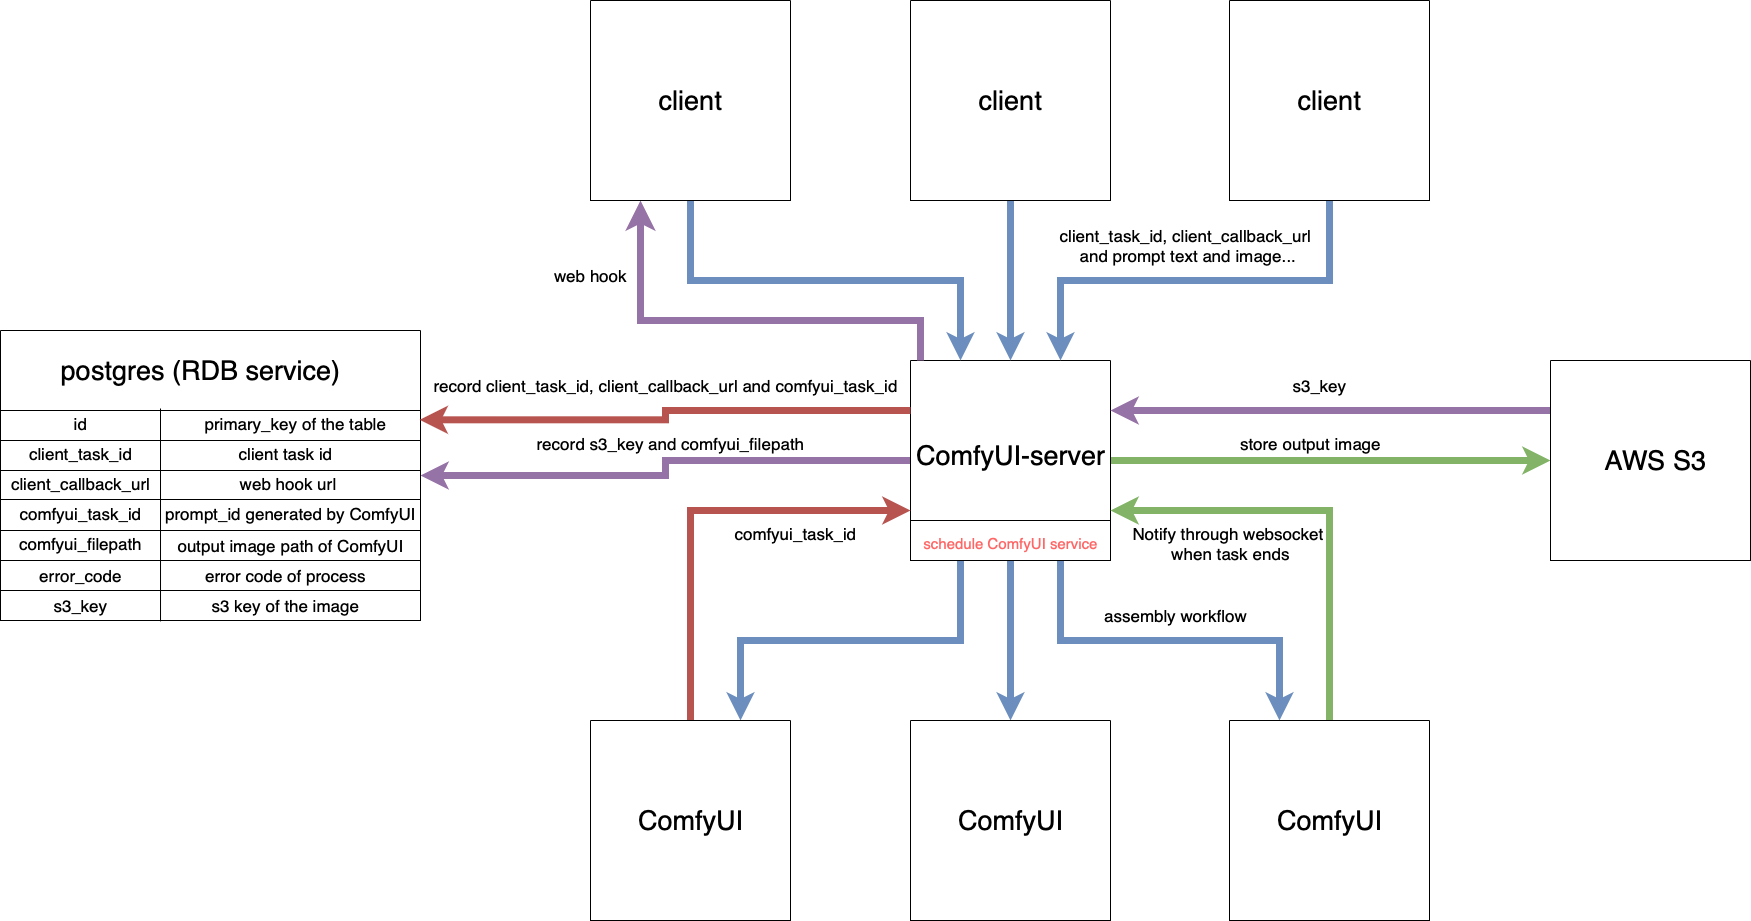 client
client
client
client_task_id, client_callback_url
and prompt text and image...
web hook
postgres (RDB service)
id
primary_key of the table
client_task_id
client task id
client_callback_url
web hook url
comfyui_task_id
prompt_id generated by ComfyUI
comfyui_filepath
output image path of ComfyUI
error_code
error code of process
s3_key
s3 key of the image
record client_task_id, client_callback_url and comfyui_task_id
record s3_key and comfyui_filepath
comfyui_task_id
ComfyUI-server
schedule ComfyUI service
s3_key
store output image
AWS S3
Notify through websocket
when task ends
assembly workflow
ComfyUI
ComfyUI
ComfyUI